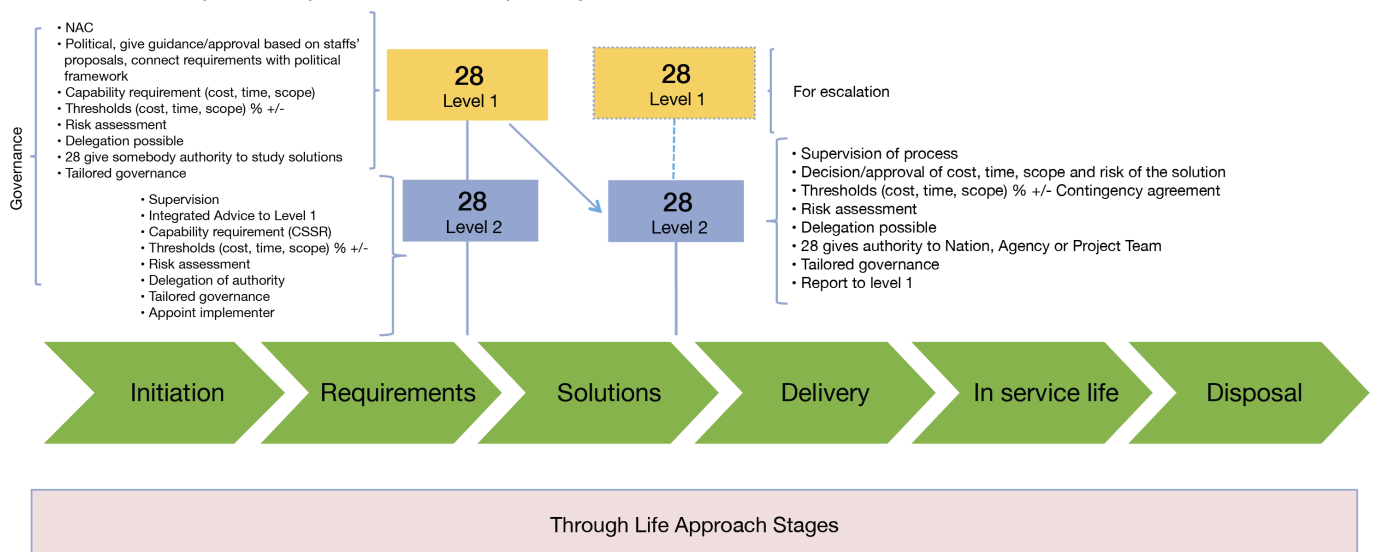 Governance
• NAC
• Political, give guidance/approval based on staffs'
proposals, connect requirements with political
framework
• Capability requirement (cost, time, scope)
• Thresholds (cost, time, scope) % +/-
• Risk assessment
• Delegation possible
• 28 give somebody authority to study solutions
• Tailored governance
• Supervision
• Integrated Advice to Level 1
• Capability requirement (CSSR)
• Thresholds (cost, time, scope) % +/-
• Risk assessment
• Delegation of authority
• Tailored governance
• Appoint implementer
28
Level 1
28
Level 2
28
Level 1
28
Level 2
For escalation
• Supervision of process
• Decision/approval of cost, time, scope and risk of the solution
• Thresholds (cost, time, scope) % +/- Contingency agreement
• Risk assessment
• Delegation possible
• 28 gives authority to Nation, Agency or Project Team
• Tailored governance
• Report to level 1
Initiation
Requirements
Solutions
Delivery
In service life
Disposal
Through Life Approach Stages